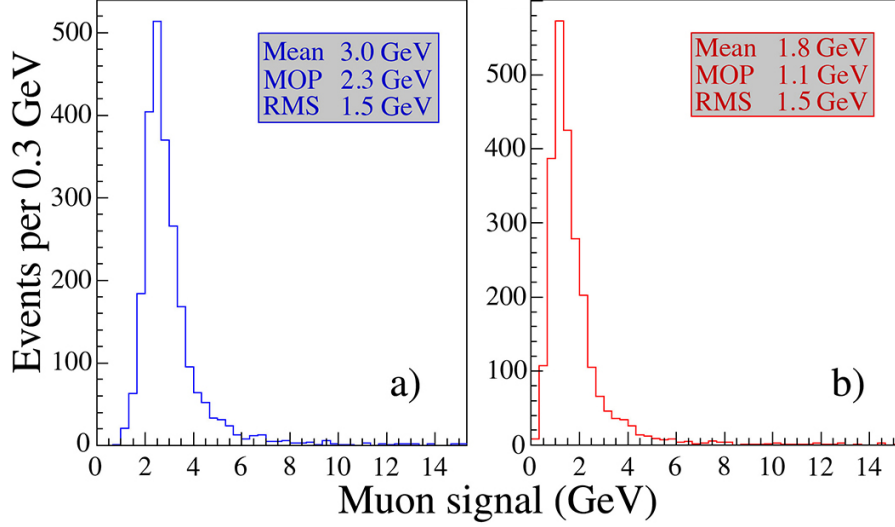 Events per 0.3 GeV
500
400
300
200
100
0
Mean 3.0 GeV
MOP 2.3 GeV
RMS 1.5 GeV
a)
0 2 4 6 8 10 12 14
500
400
300
200
100
0
Mean 1.8 GeV
MOP 1.1 GeV
RMS 1.5 GeV
b)
0 2 4 6 8 10 12 14
Muon signal (GeV)